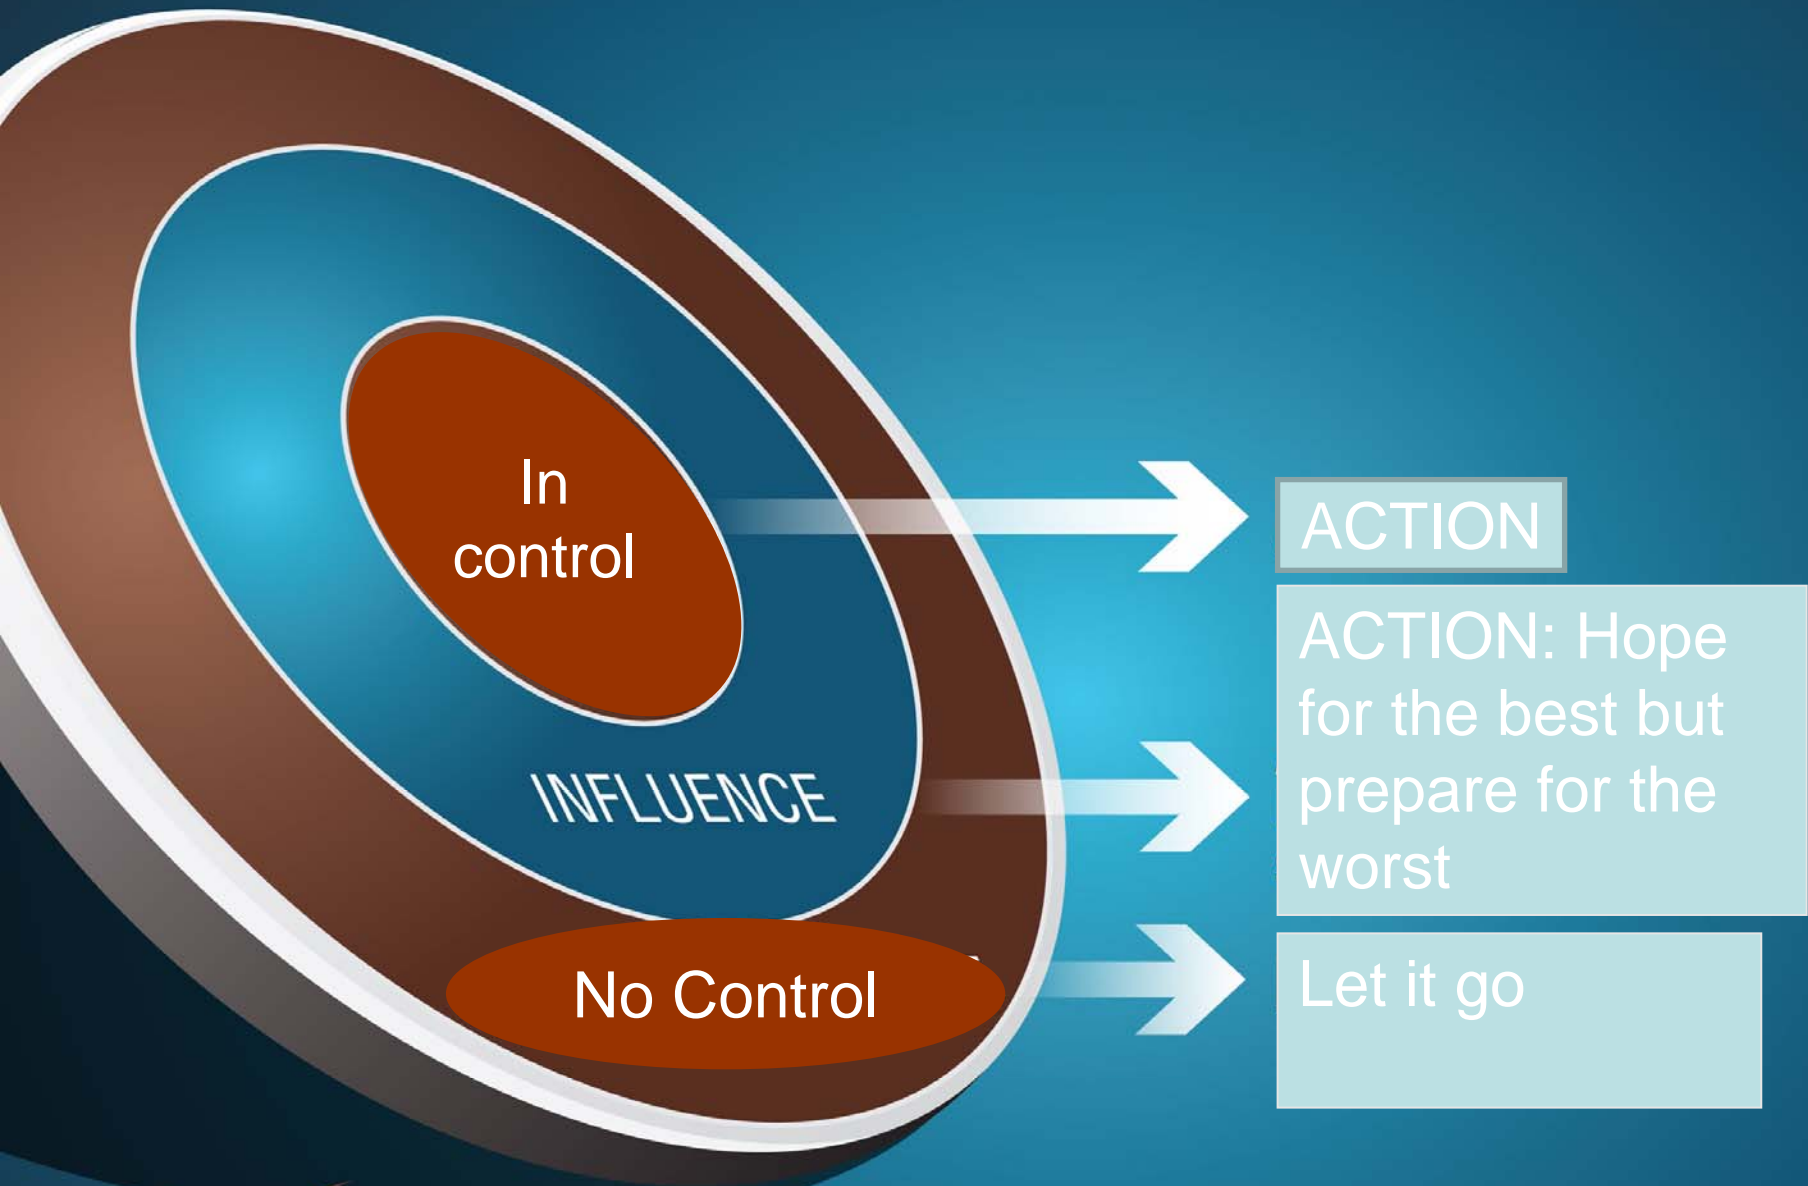 In
control
ACTION
ACTION: Hope
for the best but
prepare for the
worst
INFLUENCE
No Control
Let it go